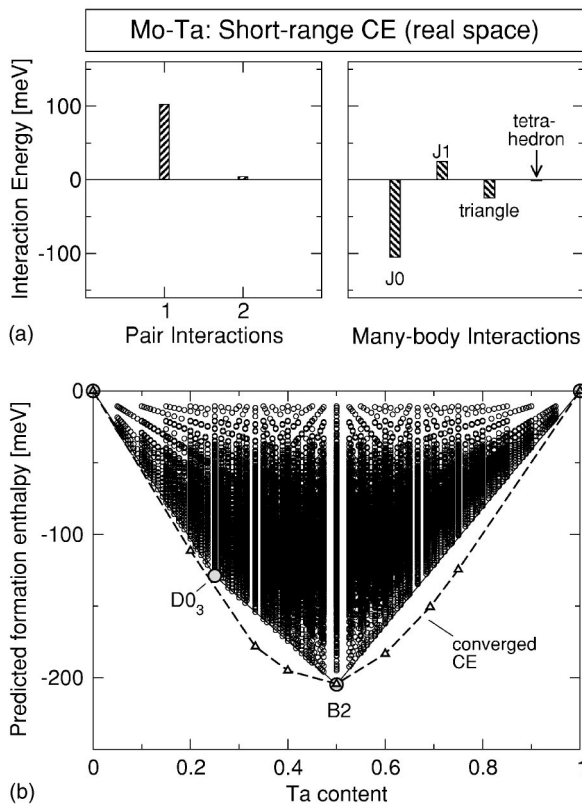 Mo-Ta: Short-range CE (real space)
Interaction Energy [meV]
100
0
-100
J0
J1
triangle
tetra-
hedron
1
2
(a)
Pair Interactions
Many-body Interactions
Predicted formation enthalpy [meV]
0
-100
-200
D0₃
B2
converged
CE
0
0.2
0.4
0.6
0.8
1
(b)
Ta content